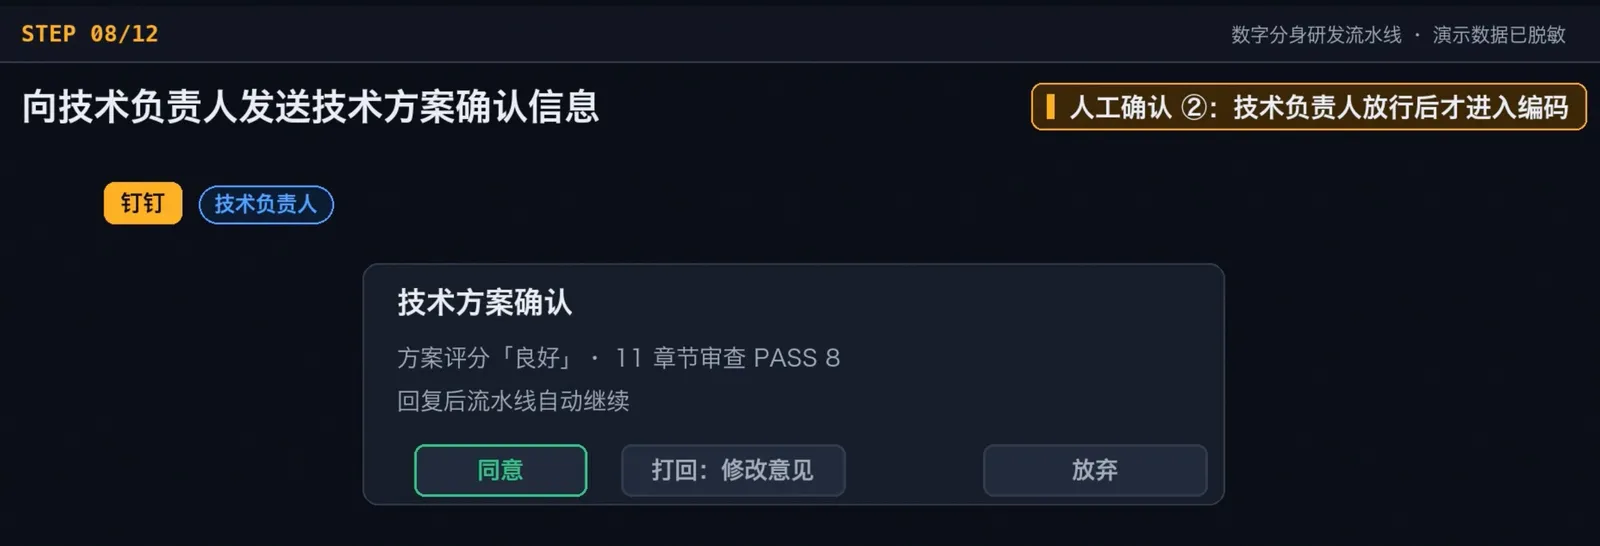 STEP 08/12
数字分身研发流水线 · 演示数据已脱敏
向技术负责人发送技术方案确认信息
人工确认 ②：技术负责人放行后才进入编码
钉钉
技术负责人
技术方案确认
方案评分「良好」 · 11 章节审查 PASS 8
回复后流水线自动继续
同意
打回：修改意见
放弃